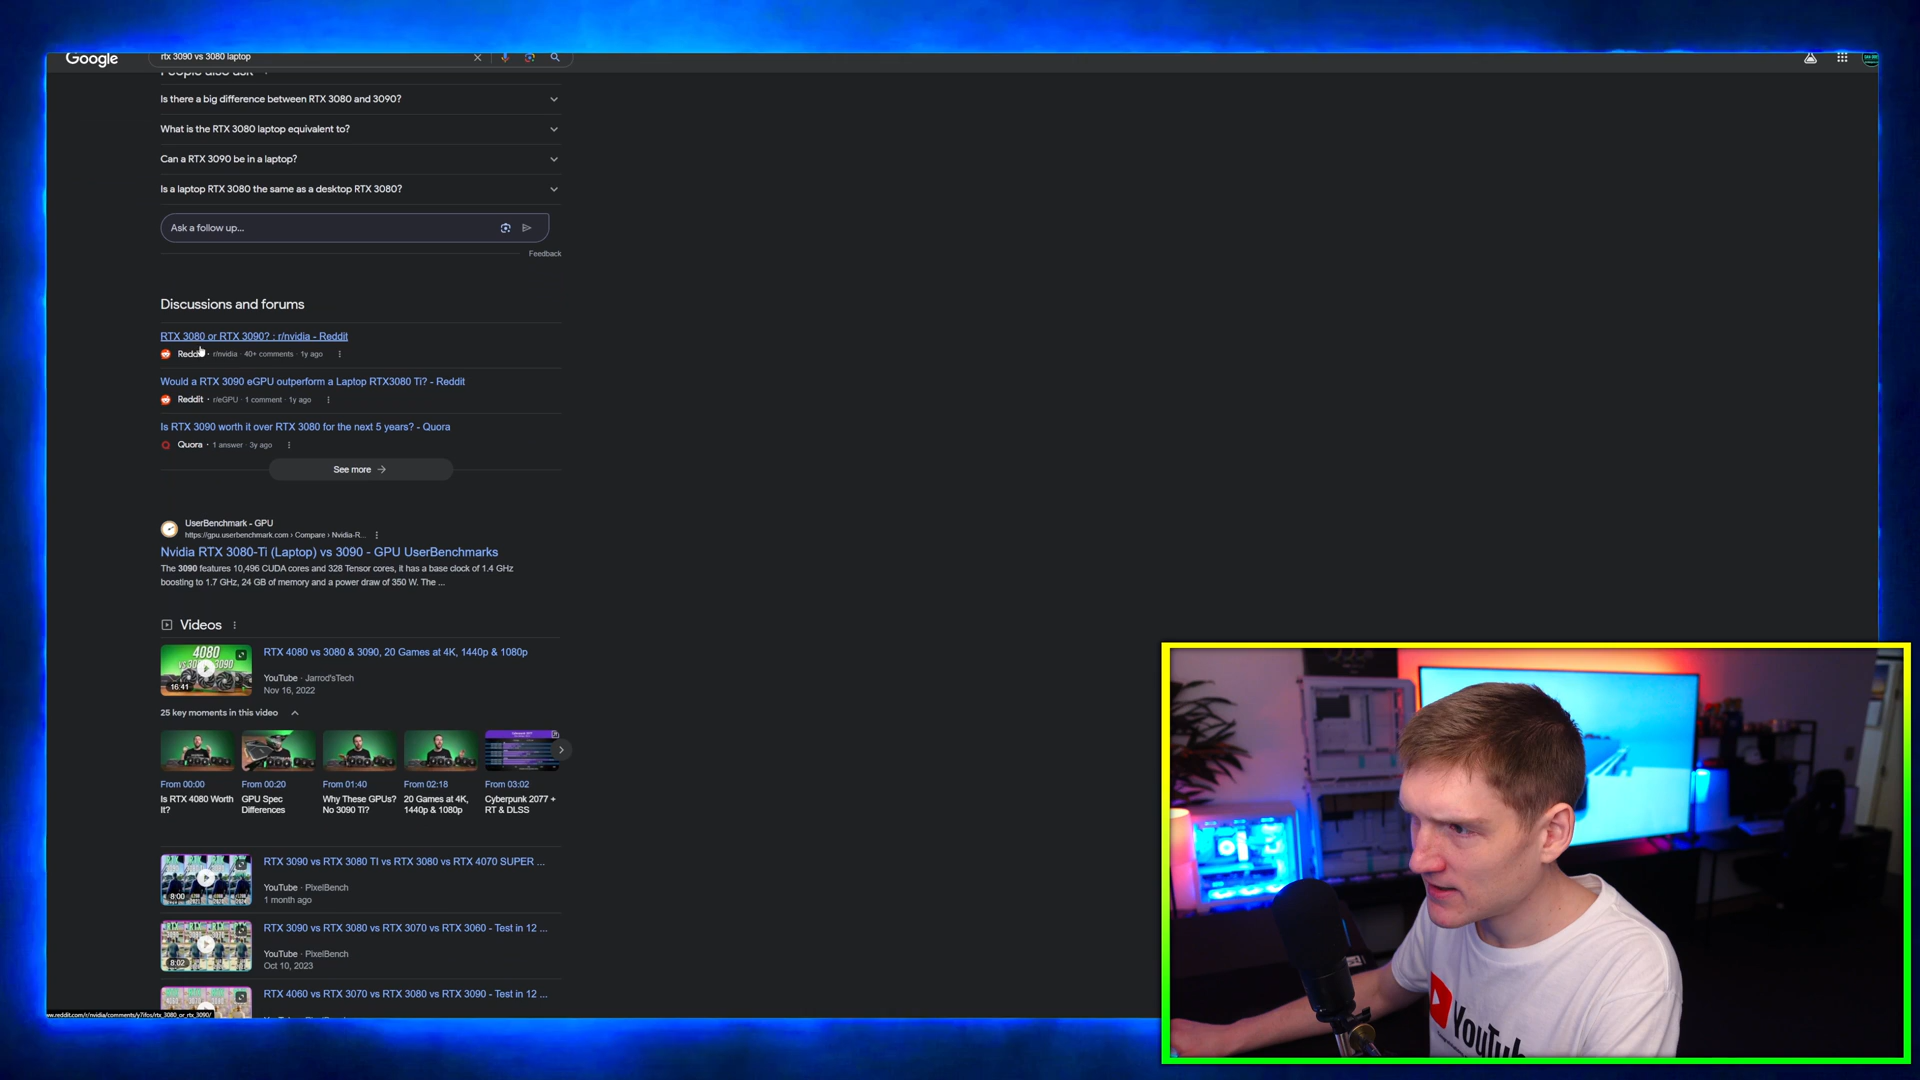 Google
rtx 3090 vs 3080 laptop
People also ask
Is there a big difference between RTX 3080 and 3090?
What is the RTX 3080 laptop equivalent to?
Can a RTX 3090 be in a laptop?
Is a laptop RTX 3080 the same as a desktop RTX 3080?
Ask a follow up...
Feedback
Discussions and forums
RTX 3080 or RTX 3090? : r/nvidia - Reddit
Reddit · r/nvidia · 40+ comments · 1y ago
Would a RTX 3090 eGPU outperform a Laptop RTX3080 Ti? - Reddit
Reddit · r/eGPU · 1 comment · 1y ago
Is RTX 3090 worth it over RTX 3080 for the next 5 years? - Quora
Quora · 1 answer · 3y ago
See more
UserBenchmark - GPU
https://gpu.userbenchmark.com › Compare › Nvidia-R...
Nvidia RTX 3080-Ti (Laptop) vs 3090 - GPU UserBenchmarks
The 3090 features 10,496 CUDA cores and 328 Tensor cores, it has a base clock of 1.4 GHz
boosting to 1.7 GHz, 24 GB of memory and a power draw of 350 W. The ...
Videos
4080
16:41
RTX 4080 vs 3080 & 3090, 20 Games at 4K, 1440p & 1080p
YouTube · Jarrod'sTech
Nov 16, 2022
25 key moments in this video
From 00:00
Is RTX 4080 Worth
It?
From 00:20
GPU Spec
Differences
From 01:40
Why These GPUs?
No 3090 Ti?
From 02:18
20 Games at 4K,
1440p & 1080p
From 03:02
Cyberpunk 2077 +
RT & DLSS
8:00
RTX 3090 vs RTX 3080 TI vs RTX 3080 vs RTX 4070 SUPER ...
YouTube · PixelBench
1 month ago
8:02
RTX 3090 vs RTX 3080 vs RTX 3070 vs RTX 3060 - Test in 12 ...
YouTube · PixelBench
Oct 10, 2023
RTX 4060 vs RTX 3070 vs RTX 3080 vs RTX 3090 - Test in 12 ...
YouTube